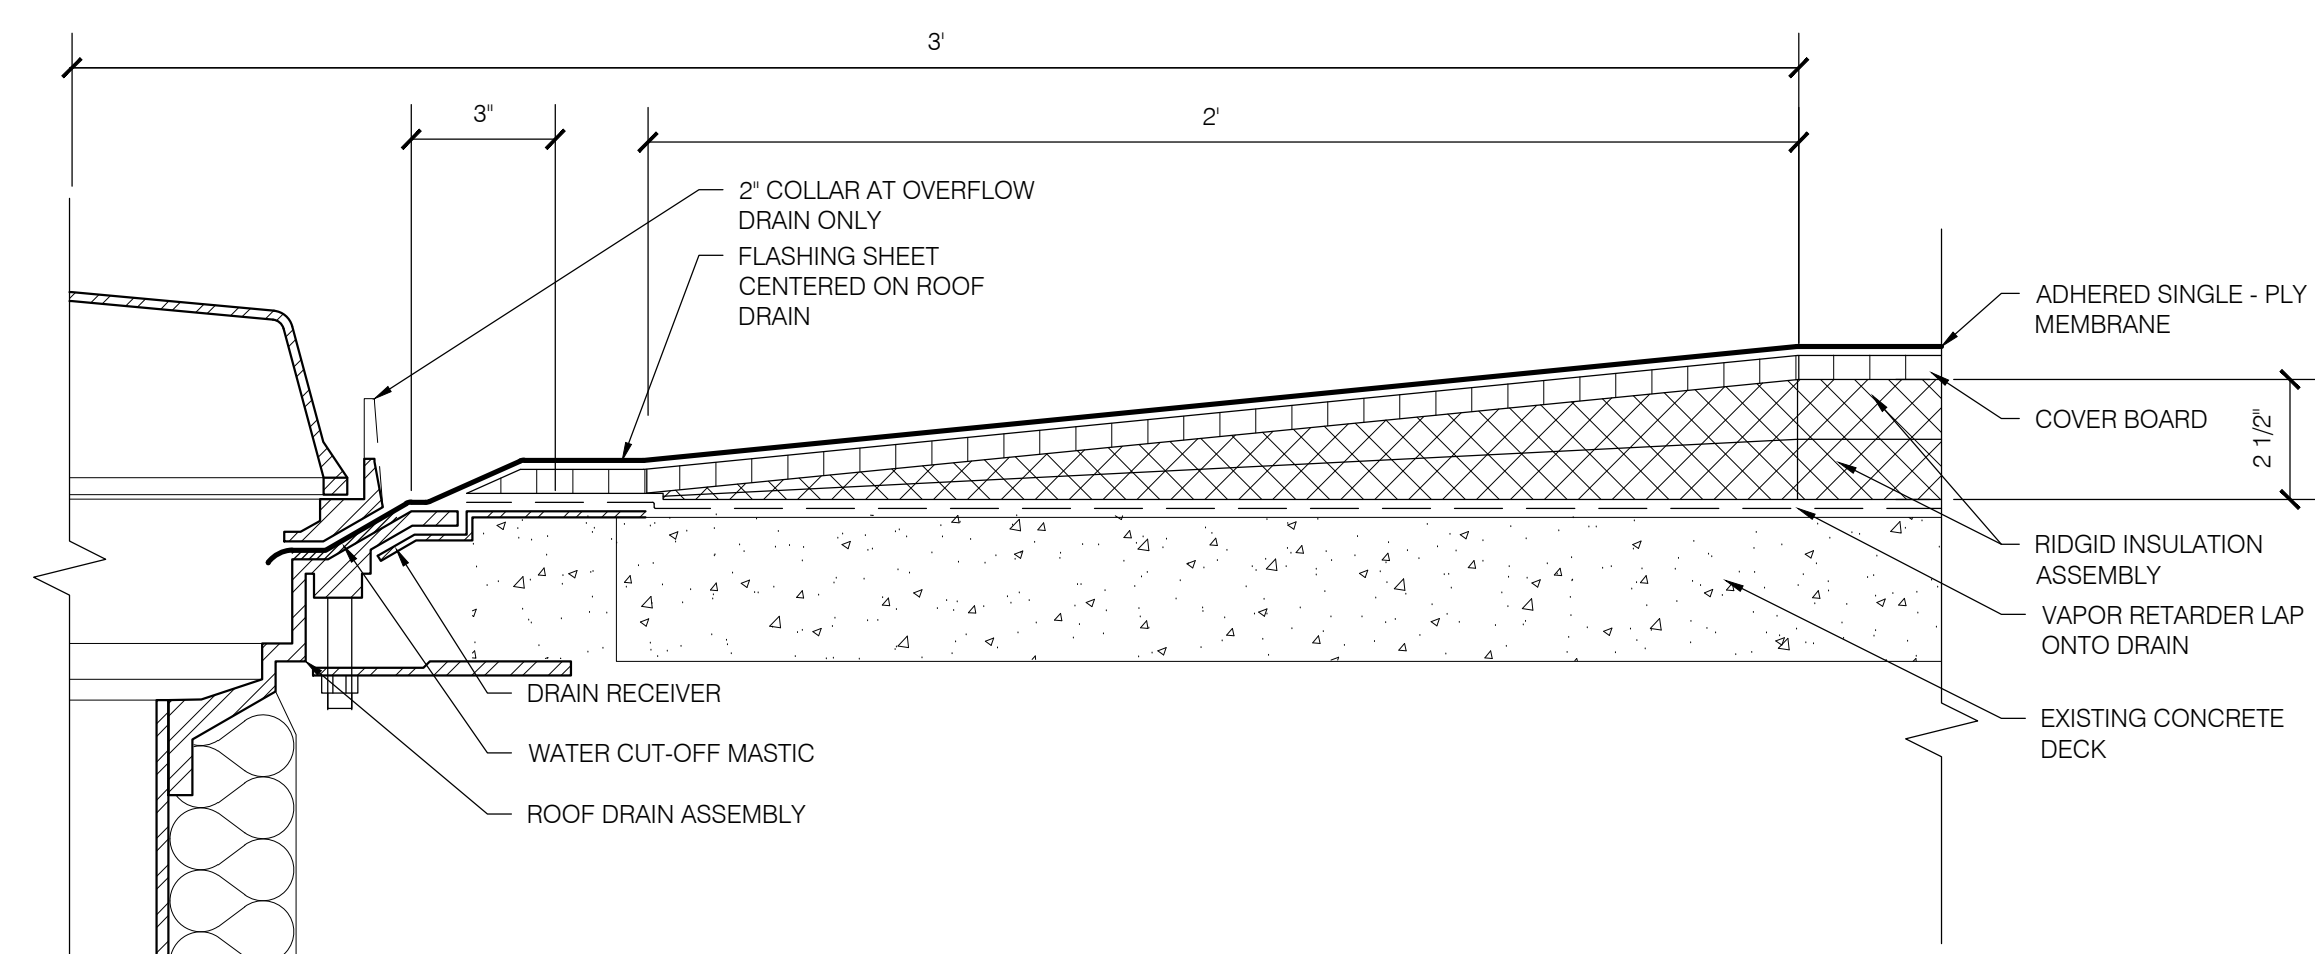 3'
3"
2'
2" COLLAR AT OVERFLOW
DRAIN ONLY
FLASHING SHEET
CENTERED ON ROOF
DRAIN
ADHERED SINGLE - PLY
MEMBRANE
COVER BOARD
2 1/2"
RIDGID INSULATION
ASSEMBLY
VAPOR RETARDER LAP
ONTO DRAIN
EXISTING CONCRETE
DECK
DRAIN RECEIVER
WATER CUT-OFF MASTIC
ROOF DRAIN ASSEMBLY